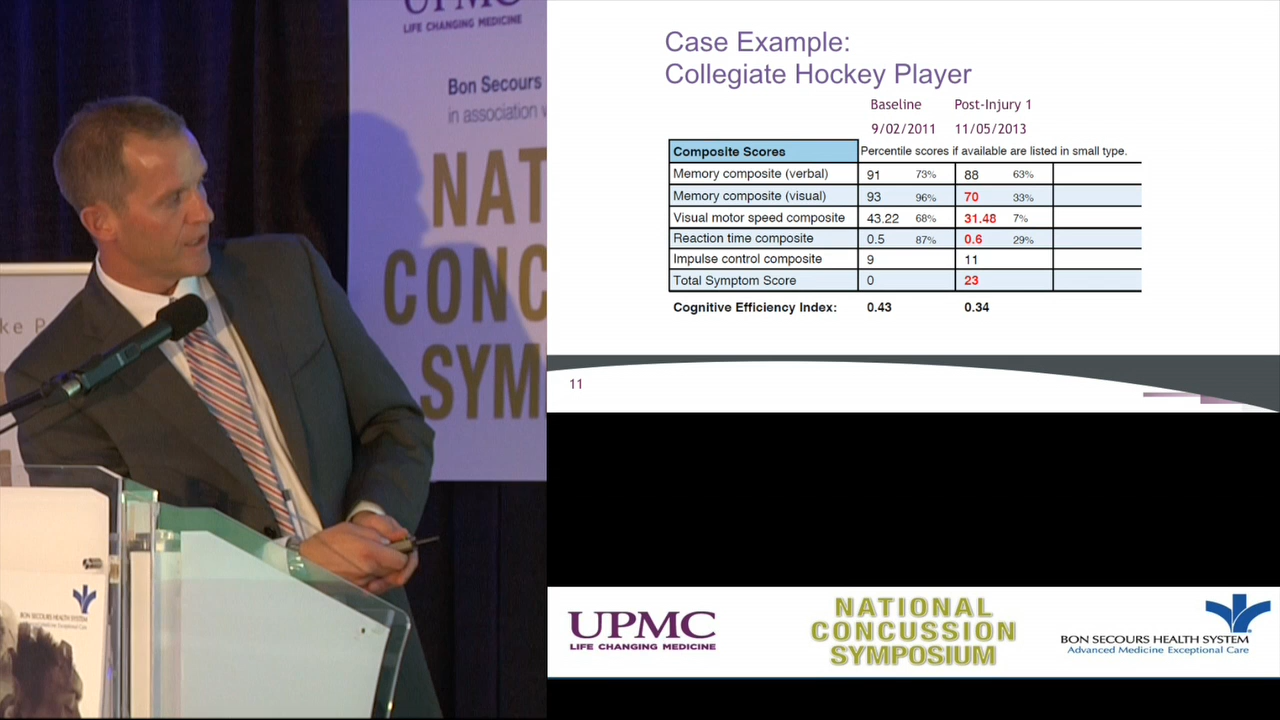 UPMC
LIFE CHANGING MEDICINE
Bon Secours
in association
NAT
CONC
SYM
ke P
BON SECOURS HEALTH SYSTEM
Case Example:
Collegiate Hockey Player
Baseline Post-Injury 1
9/02/2011 11/05/2013
Composite Scores Percentile scores if available are listed in small type.
Memory composite (verbal) 91 73% 88 63%
Memory composite (visual) 93 96% 70 33%
Visual motor speed composite 43.22 68% 31.48 7%
Reaction time composite 0.5 87% 0.6 29%
Impulse control composite 9 11
Total Symptom Score 0 23
Cognitive Efficiency Index: 0.43 0.34
11
UPMC
LIFE CHANGING MEDICINE
NATIONAL
CONCUSSION
SYMPOSIUM
BON SECOURS HEALTH SYSTEM
Advanced Medicine Exceptional Care